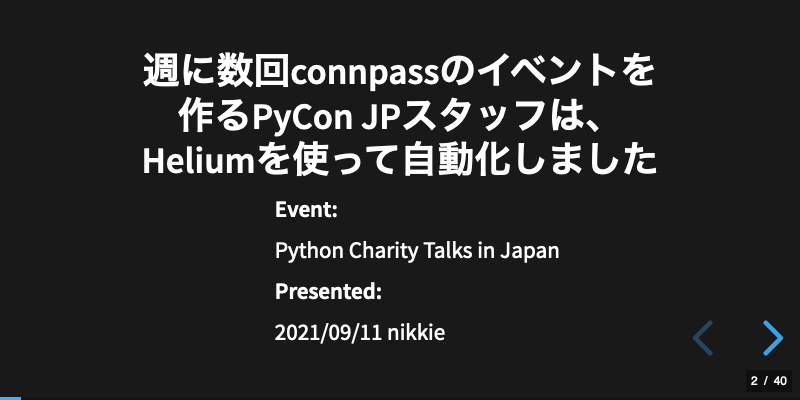 週に数回connpassのイベントを
作るPyCon JPスタッフは、
Heliumを使って自動化しました
Event:
Python Charity Talks in Japan
Presented:
2021/09/11 nikkie
2 / 40